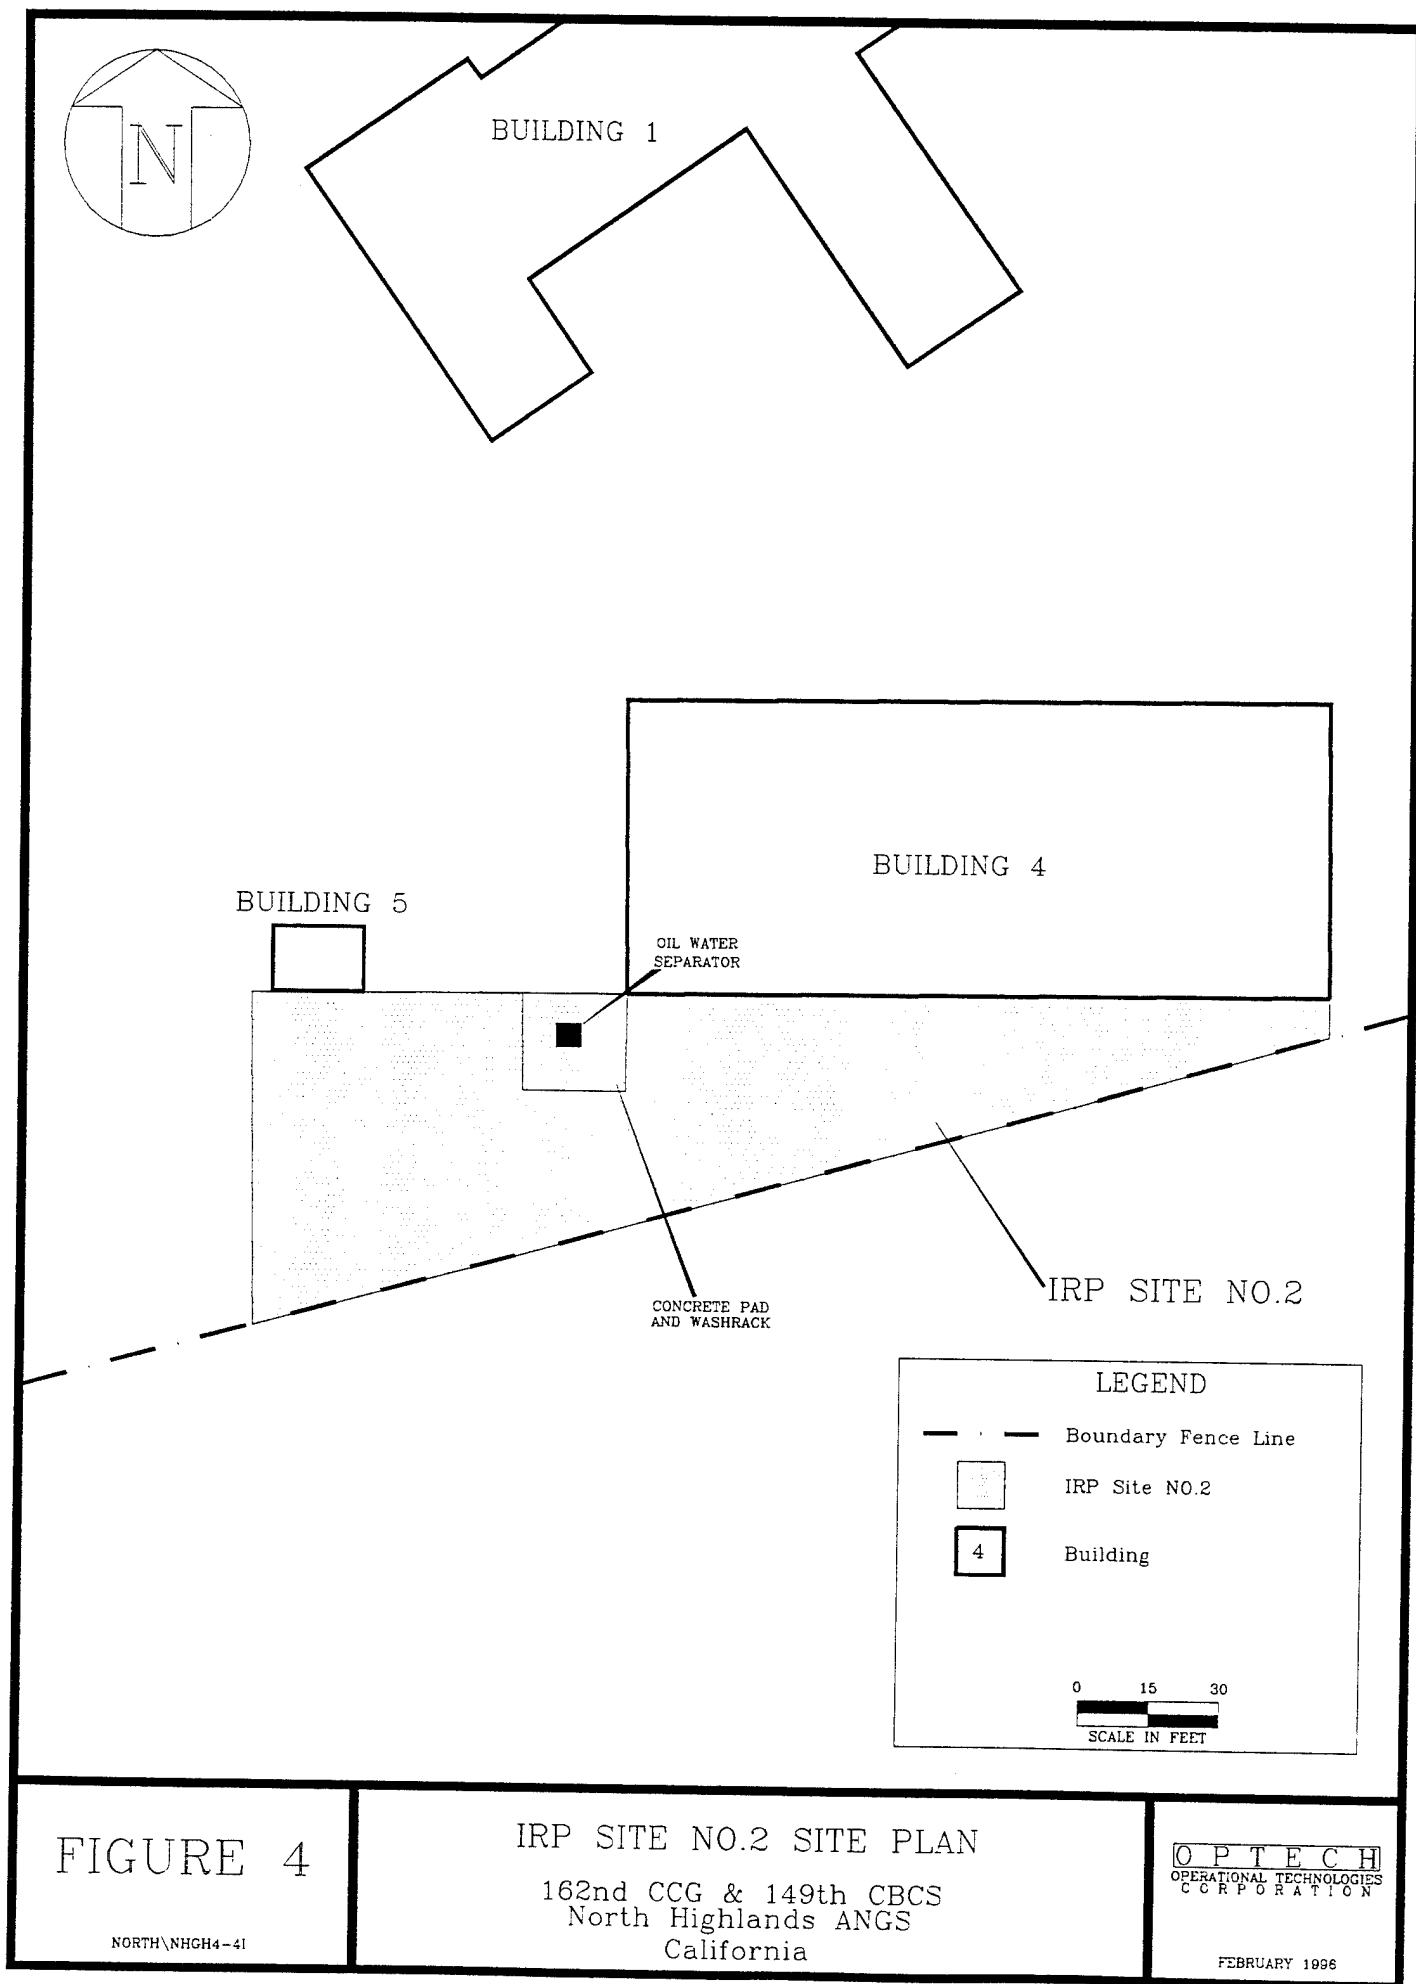 N
BUILDING 1
BUILDING 4
BUILDING 5
OIL WATER
SEPARATOR
CONCRETE PAD
AND WASHRACK
IRP SITE NO.2
LEGEND
Boundary Fence Line
IRP Site NO.2
4 Building
0 15 30
SCALE IN FEET
FIGURE 4
NORTH\NHGH4-4I
IRP SITE NO.2 SITE PLAN
162nd CCG & 149th CBCS
North Highlands ANGS
California
OPTECH
OPERATIONAL TECHNOLOGIES
CORPORATION
FEBRUARY 1996